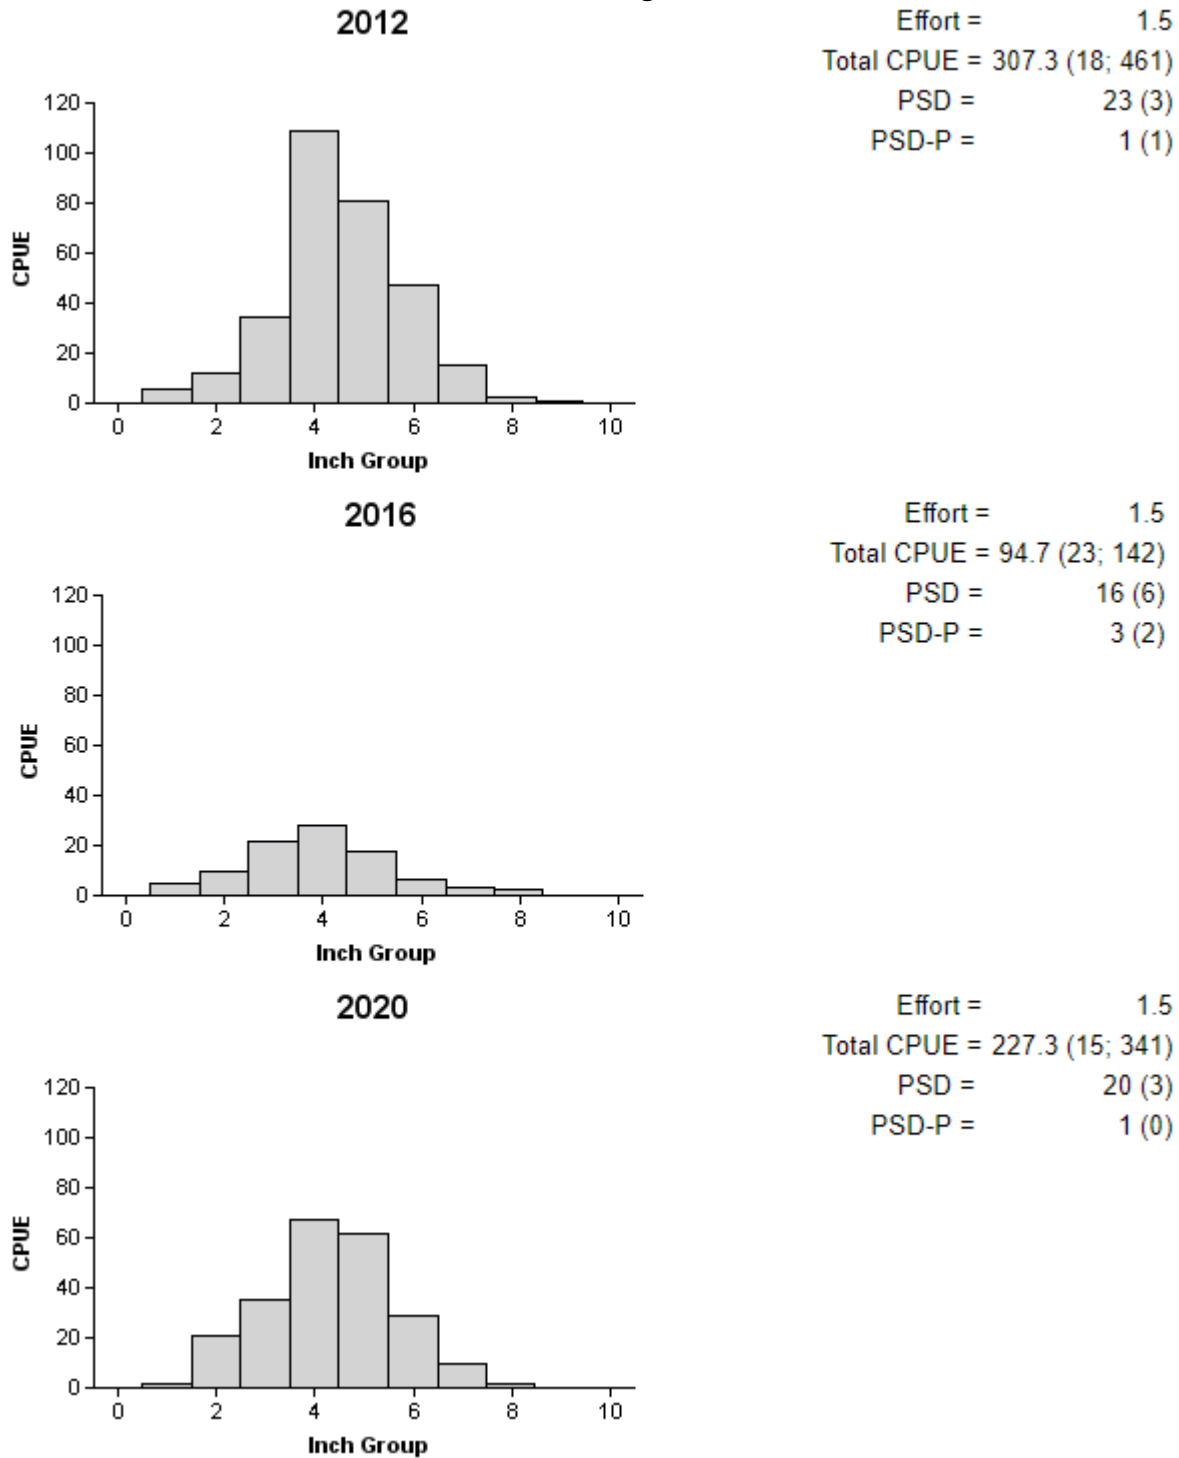 2012
Effort = 1.5
Total CPUE = 307.3 (18; 461)
PSD = 23 (3)
PSD-P = 1 (1)
120
100
80
60
40
20
0
CPUE
0 2 4 6 8 10
Inch Group
2016
Effort = 1.5
Total CPUE = 94.7 (23; 142)
PSD = 16 (6)
PSD-P = 3 (2)
120
100
80
60
40
20
0
CPUE
0 2 4 6 8 10
Inch Group
2020
Effort = 1.5
Total CPUE = 227.3 (15; 341)
PSD = 20 (3)
PSD-P = 1 (0)
120
100
80
60
40
20
0
CPUE
0 2 4 6 8 10
Inch Group